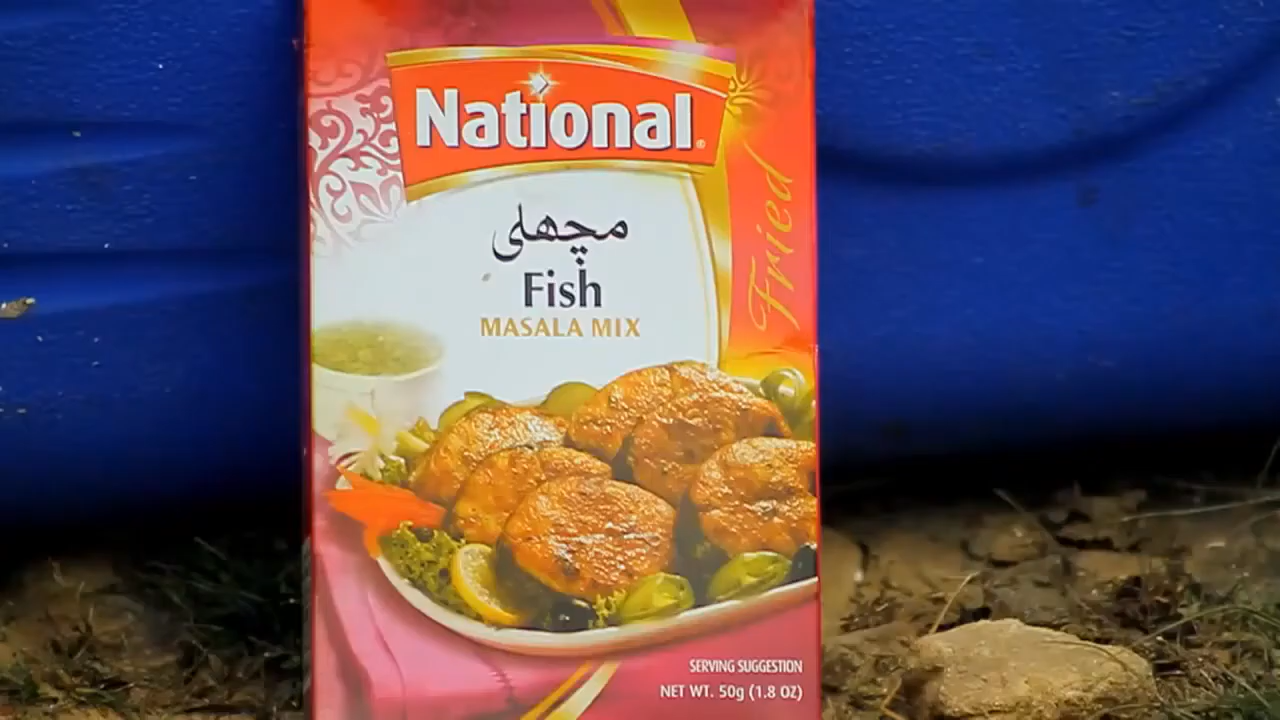 National®
Fried
مچھلی
Fish
MASALA MIX
SERVING SUGGESTION
NET WT. 50g (1.8 OZ)